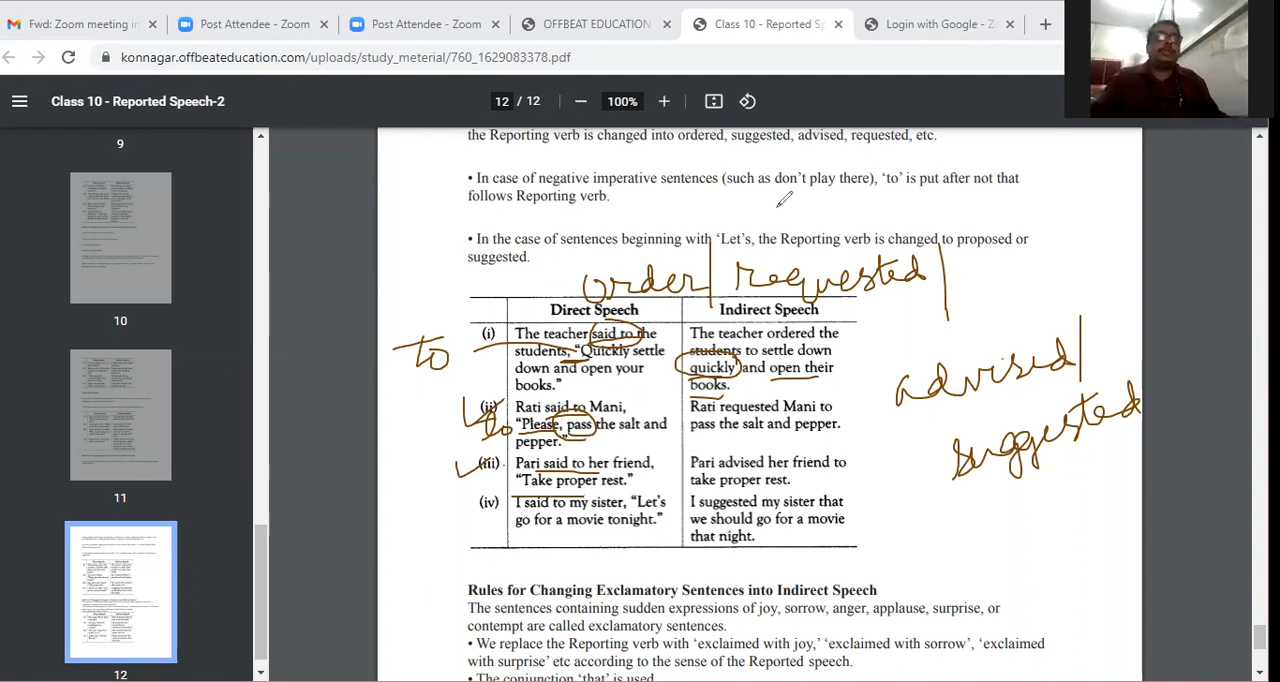 Fwd: Zoom meeting in
Post Attendee - Zoom
Post Attendee - Zoom
OFFBEAT EDUCATION
Class 10 - Reported Sp
Login with Google - Z
konnagar.offbeateducation.com/uploads/study_meterial/760_1629083378.pdf
Class 10 - Reported Speech-2
12 / 12
100%
9
10
11
12
the Reporting verb is changed into ordered, suggested, advised, requested, etc.
• In case of negative imperative sentences (such as don’t play there), ‘to’ is put after not that
follows Reporting verb.
• In the case of sentences beginning with ‘Let’s, the Reporting verb is changed to proposed or
suggested.
order| requested|
Direct Speech
Indirect Speech
(i) The teacher said to the
students, “Quickly settle
down and open your
books.”
The teacher ordered the
students to settle down
quickly and open their
books.
(ii) Rati said to Mani,
“Please, pass the salt and
pepper.”
Rati requested Mani to
pass the salt and pepper.
(iii) Pari said to her friend,
“Take proper rest.”
Pari advised her friend to
take proper rest.
(iv) I said to my sister, “Let’s
go for a movie tonight.”
I suggested my sister that
we should go for a movie
that night.
to
to
advised|
suggested
Rules for Changing Exclamatory Sentences into Indirect Speech
The sentences containing sudden expressions of joy, sorrow, anger, applause, surprise, or
contempt are called exclamatory sentences.
• We replace the Reporting verb with ‘exclaimed with joy,’ ‘exclaimed with sorrow’, ‘exclaimed
with surprise’ etc according to the sense of the Reported speech.
• The conjunction ‘that’ is used